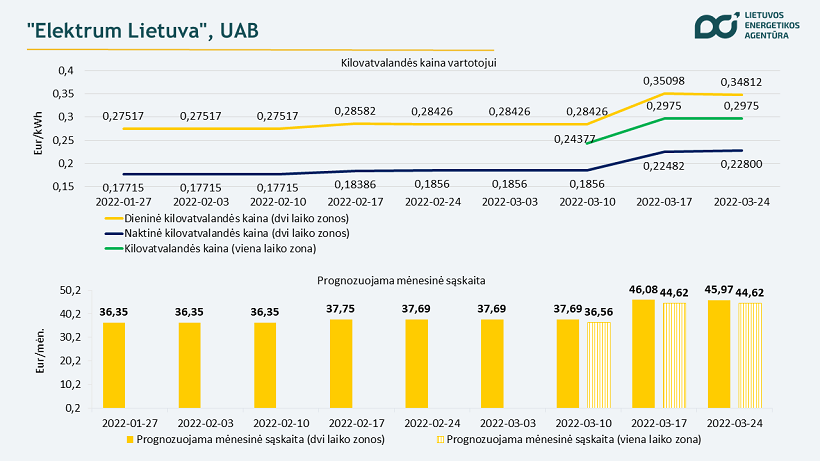 "Elektrum Lietuva", UAB
LIETUVOS
ENERGETIKOS
AGENTŪRA
Kilovatvalandės kaina vartotojui
Eur/kWh
0,4
0,35
0,3
0,25
0,2
0,15
0,27517 0,27517 0,27517 0,28582 0,28426 0,28426 0,28426 0,35098 0,34812
0,24377 0,2975 0,2975
0,17715 0,17715 0,17715 0,18386 0,1856 0,1856 0,1856 0,22482 0,22800
2022-01-27 2022-02-03 2022-02-10 2022-02-17 2022-02-24 2022-03-03 2022-03-10 2022-03-17 2022-03-24
Dieninė kilovatvalandės kaina (dvi laiko zonos)
Naktinė kilovatvalandės kaina (dvi laiko zonos)
Kilovatvalandės kaina (viena laiko zona)
Prognozuojama mėnesinė sąskaita
Eur/mėn.
50,2
40,2
30,2
20,2
10,2
0,2
36,35 36,35 36,35 37,75 37,69 37,69 37,69 36,56 46,08 44,62 45,97 44,62
2022-01-27 2022-02-03 2022-02-10 2022-02-17 2022-02-24 2022-03-03 2022-03-10 2022-03-17 2022-03-24
Prognozuojama mėnesinė sąskaita (dvi laiko zonos) Prognozuojama mėnesinė sąskaita (viena laiko zona)